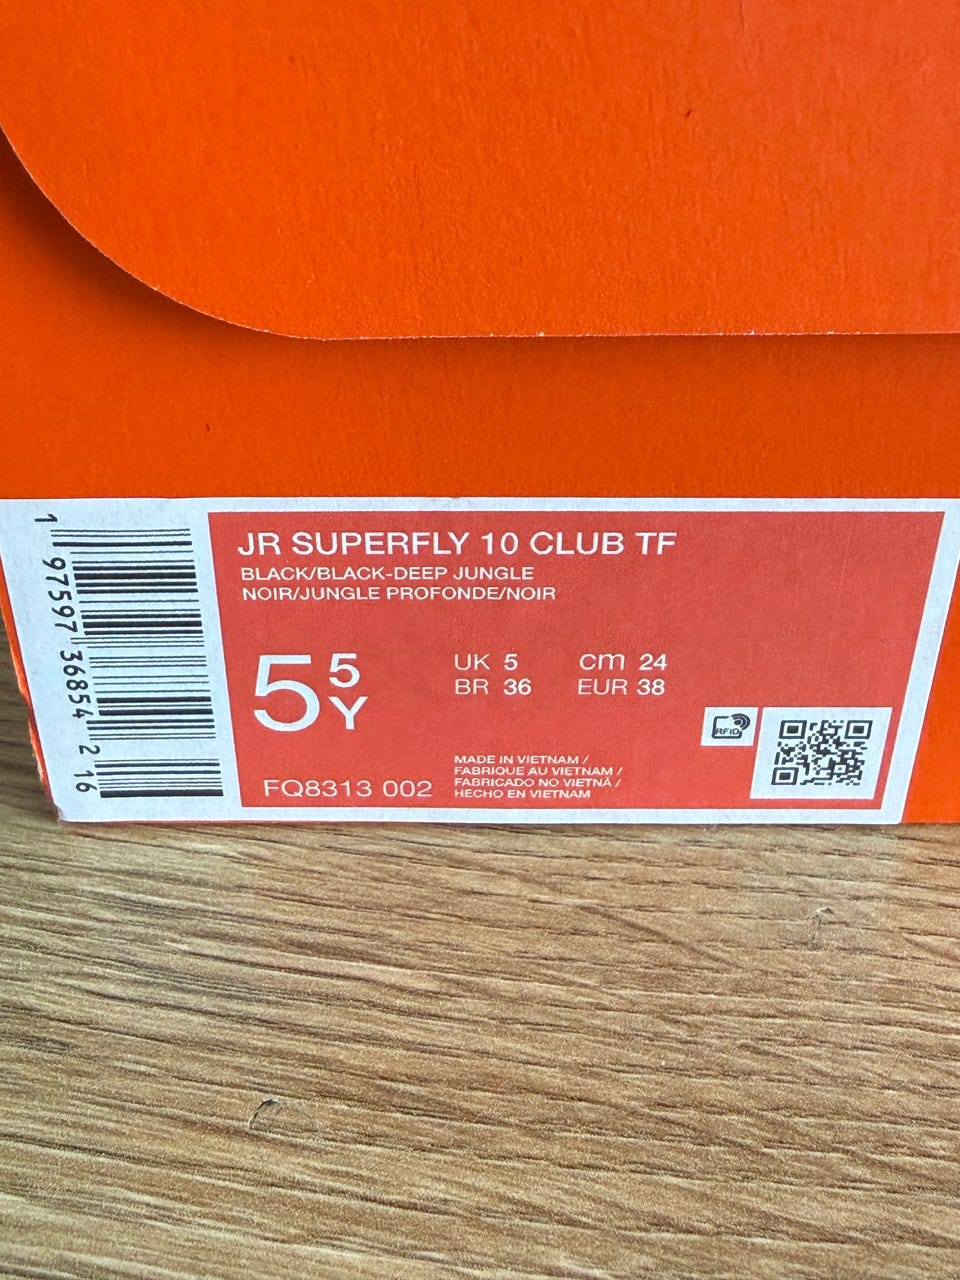 JR SUPERFLY 10 CLUB TF
BLACK/BLACK-DEEP JUNGLE
NOIR/JUNGLE PROFONDE/NOIR
5 5Y
UK 5 cm 24
BR 36 EUR 38
RFID
MADE IN VIETNAM /
FABRIQUE AU VIETNAM /
FABRICADO NO VIETNÃ /
HECHO EN VIETNAM
FQ8313 002
1 97597 36854 2 16